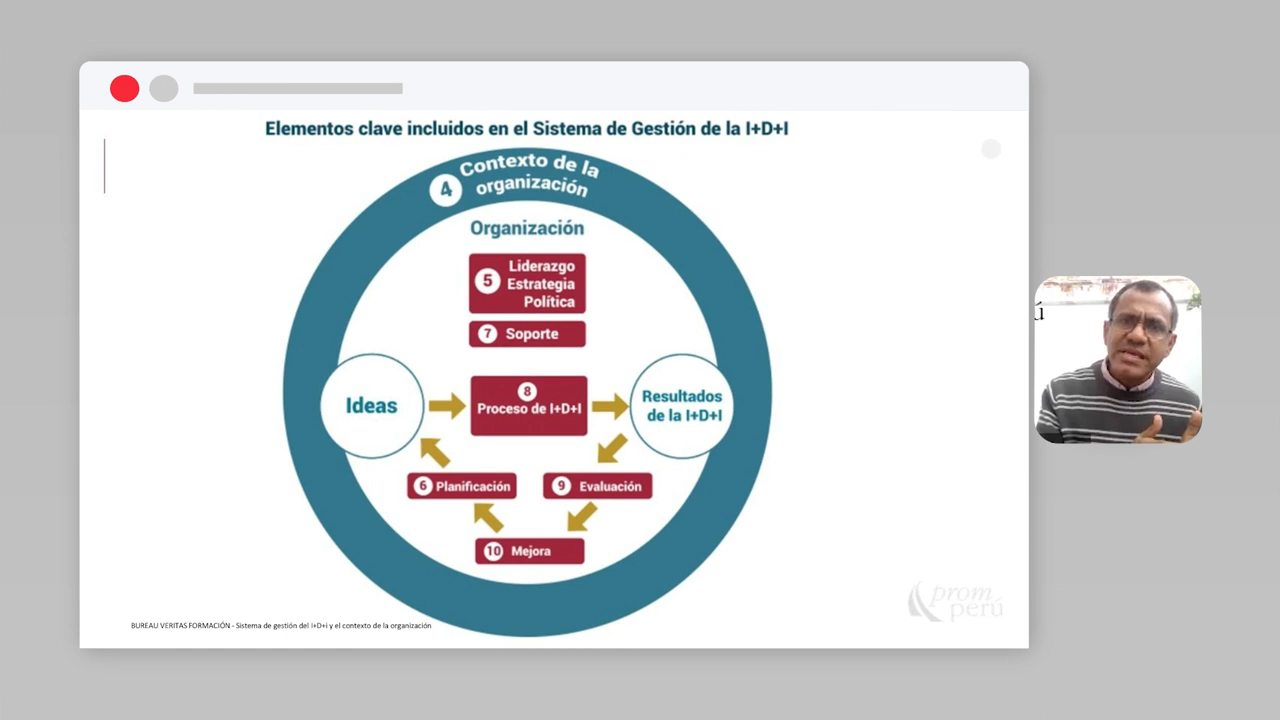 Elementos clave incluidos en el Sistema de Gestión de la I+D+I
4
Contexto de la
organización
Organización
5
Liderazgo
Estrategia
Política
7 Soporte
Ideas
8
Proceso de I+D+I
Resultados
de la I+D+I
6 Planificación
9 Evaluación
10 Mejora
BUREAU VERITAS FORMACIÓN - Sistema de gestión del I+D+i y el contexto de la organización
prom
perú
ú